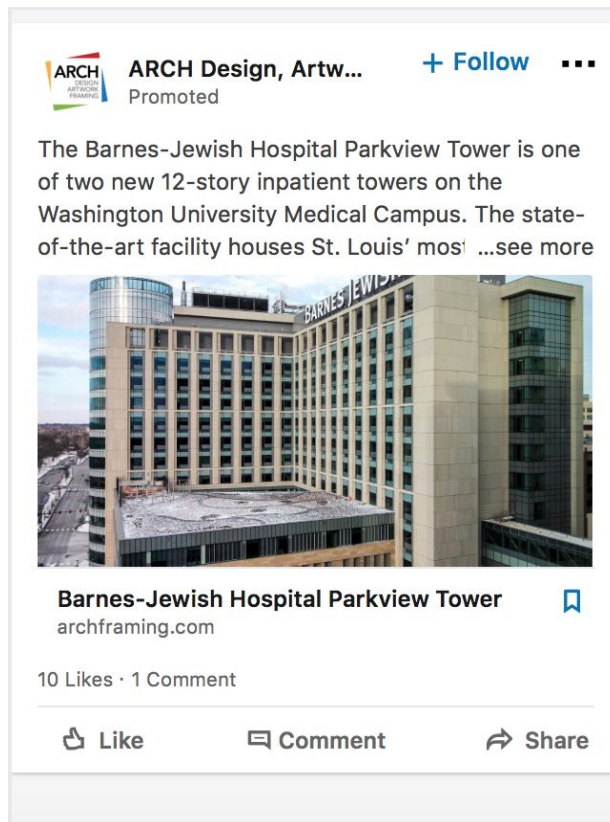 ARCH
DESIGN
ARTWORK
FRAMING
ARCH Design, Artw...
+ Follow
Promoted
The Barnes-Jewish Hospital Parkview Tower is one
of two new 12-story inpatient towers on the
Washington University Medical Campus. The state-
of-the-art facility houses St. Louis’ most ...see more
BARNES JEWISH
Barnes-Jewish Hospital Parkview Tower
archframing.com
10 Likes · 1 Comment
Like
Comment
Share